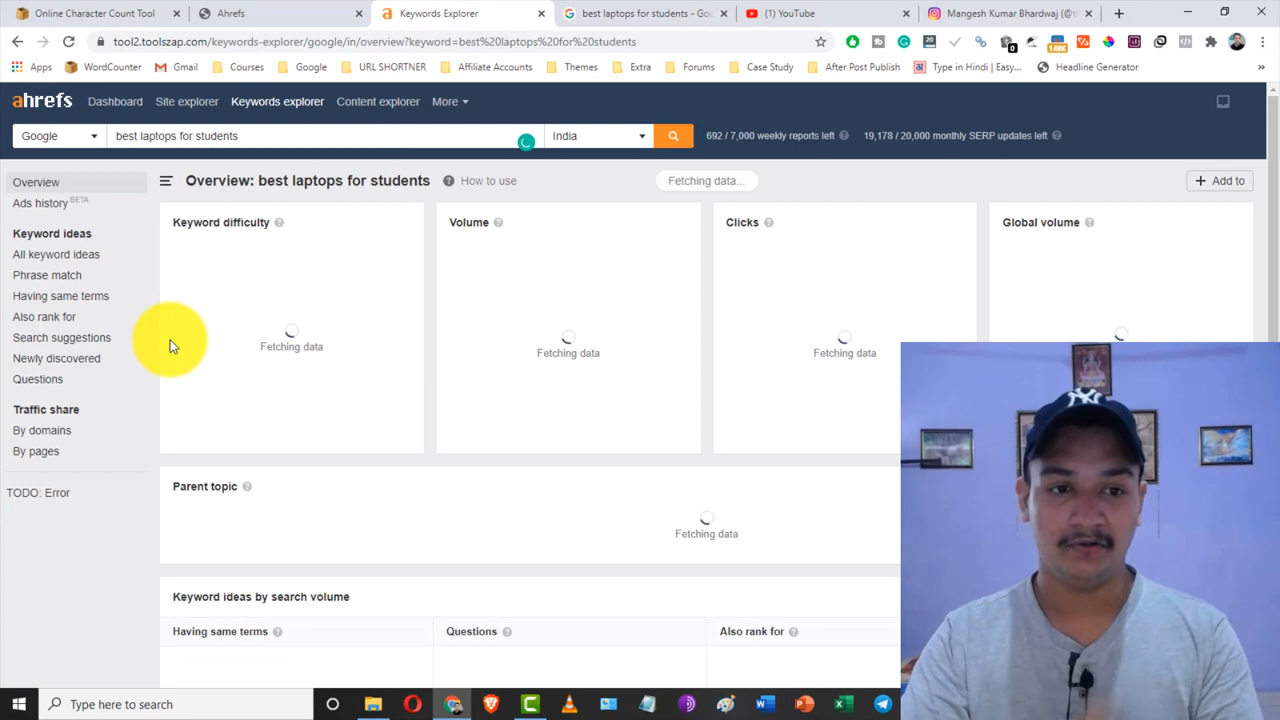 Online Character Count Tool
Ahrefs
Keywords Explorer
best laptops for students - Goo
(1) YouTube
Mangesh Kumar Bhardwaj (@t
tool2.toolszap.com/keywords-explorer/google/in/overview?keyword=best%20laptops%20for%20students
Apps
WordCounter
Gmail
Courses
Google
URL SHORTNER
Affiliate Accounts
Themes
Extra
Forums
Case Study
After Post Publish
Type in Hindi | Easy...
Headline Generator
ahrefs
Dashboard
Site explorer
Keywords explorer
Content explorer
More
Google
best laptops for students
India
692 / 7,000 weekly reports left
19,178 / 20,000 monthly SERP updates left
Overview
Ads history BETA
Keyword ideas
All keyword ideas
Phrase match
Having same terms
Also rank for
Search suggestions
Newly discovered
Questions
Traffic share
By domains
By pages
TODO: Error
Overview: best laptops for students
How to use
Fetching data...
Add to
Keyword difficulty
Volume
Clicks
Global volume
Fetching data
Fetching data
Fetching data
Parent topic
Fetching data
Keyword ideas by search volume
Having same terms
Questions
Also rank for
Type here to search